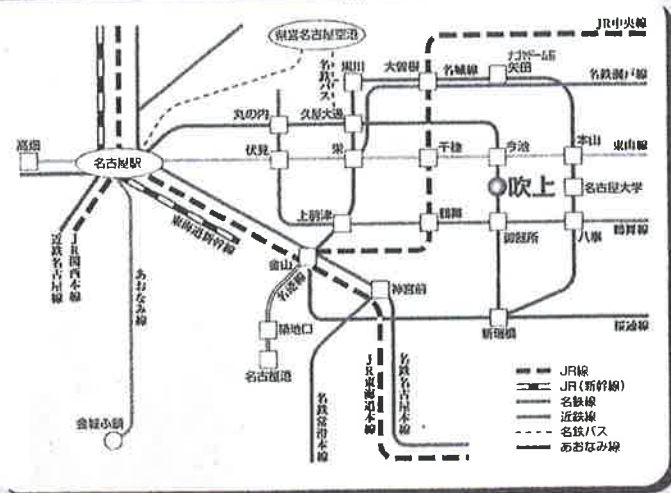 JR中央線
県営名古屋空港
名鉄バス
黒川
大曽根
名城線
ナゴヤドーム前
矢田
名鉄瀬戸線
丸の内
久屋大通
高畑
名古屋駅
伏見
栄
千種
今池
本山
東山線
吹上
名古屋大学
上前津
鶴舞
御器所
八事
鶴舞線
東海道新幹線
近鉄名古屋線
JR関西本線
あおなみ線
金山
名港線
神宮前
築地口
名古屋港
新瑞橋
桜通線
JR東海道本線
名鉄名古屋本線
名鉄常滑本線
金城ふ頭
JR線
JR(新幹線)
名鉄線
近鉄線
名鉄バス
あおなみ線